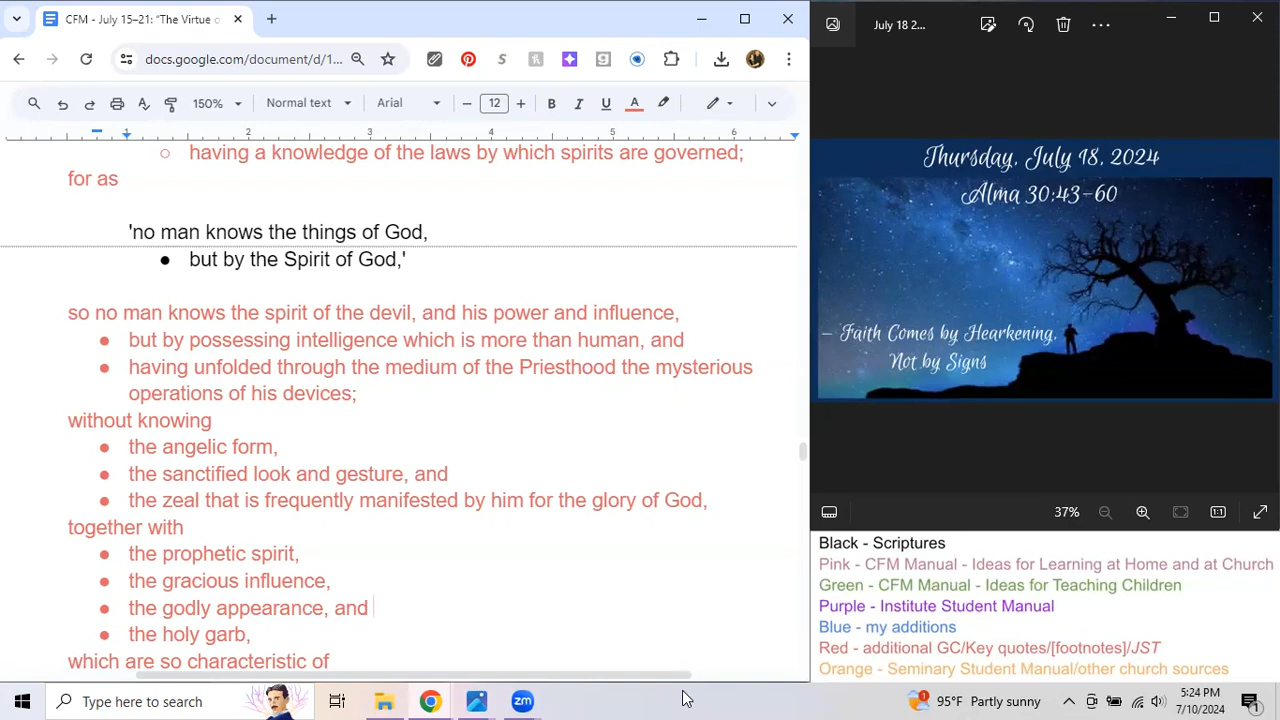 CFM - July 15–21: "The Virtue o
docs.google.com/document/d/1...
150%
Normal text
Arial
12
B I U A
2 3 4 5 6
○ having a knowledge of the laws by which spirits are governed;
for as
'no man knows the things of God,
● but by the Spirit of God,'
so no man knows the spirit of the devil, and his power and influence,
● but by possessing intelligence which is more than human, and
● having unfolded through the medium of the Priesthood the mysterious
operations of his devices;
without knowing
● the angelic form,
● the sanctified look and gesture, and
● the zeal that is frequently manifested by him for the glory of God,
together with
● the prophetic spirit,
● the gracious influence,
● the godly appearance, and
● the holy garb,
which are so characteristic of
July 18 2...
Thursday, July 18, 2024
Alma 30:43-60
– Faith Comes by Hearkening,
Not by Signs
37%
1:1
Black - Scriptures
Pink - CFM Manual - Ideas for Learning at Home and at Church
Green - CFM Manual - Ideas for Teaching Children
Purple - Institute Student Manual
Blue - my additions
Red - additional GC/Key quotes/[footnotes]/JST
Orange - Seminary Student Manual/other church sources
Type here to search
zm
1
95°F Partly sunny
5:24 PM
7/10/2024
1